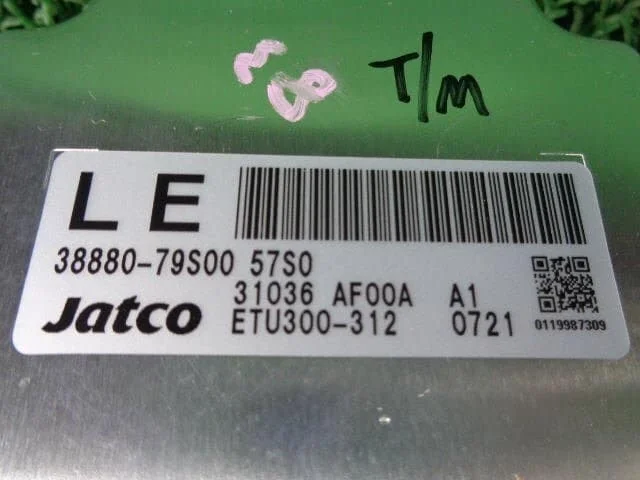 T/M
LE
38880-79S00 57S0
31036 AF00A A1
Jatco ETU300-312 0721
0119987309